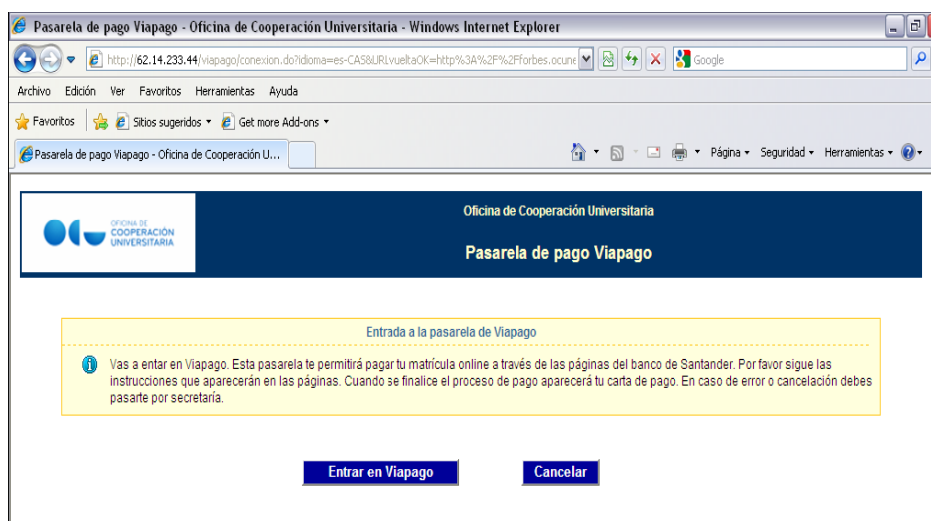 Pasarela de pago Viapago - Oficina de Cooperación Universitaria - Windows Internet Explorer
http://62.14.233.44/viapago/conexion.do?idioma=es-CAS&URLvueltaOK=http%3A%2F%2Fforbes.ocune
Google
Archivo Edición Ver Favoritos Herramientas Ayuda
Favoritos Sitios sugeridos Get more Add-ons
Pasarela de pago Viapago - Oficina de Cooperación U... Página Seguridad Herramientas
OFICINA DE
COOPERACIÓN
UNIVERSITARIA
Oficina de Cooperación Universitaria
Pasarela de pago Viapago
Entrada a la pasarela de Viapago
Vas a entar en Viapago. Esta pasarela te permitirá pagar tu matrícula online a través de las páginas del banco de Santander. Por favor sigue las
instrucciones que aparecerán en las páginas. Cuando se finalice el proceso de pago aparecerá tu carta de pago. En caso de error o cancelación debes
pasarte por secretaría.
Entrar en Viapago Cancelar